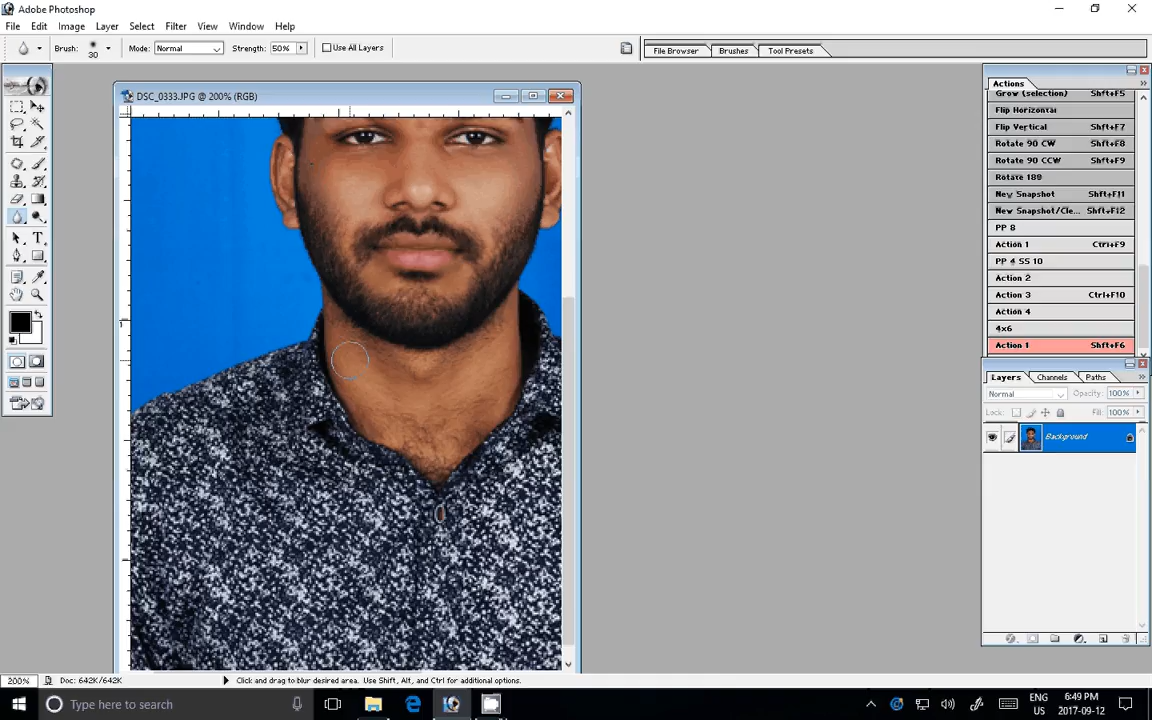 Adobe Photoshop
File Edit Image Layer Select Filter View Window Help
Brush: 30 Mode: Normal Strength: 50% Use All Layers File Browser Brushes Tool Presets
DSC_0333.JPG @ 200% (RGB)
Actions
Grow (selection) Shft+F5
Flip Horizontal
Flip Vertical Shft+F7
Rotate 90 CW Shft+F8
Rotate 90 CCW Shft+F9
Rotate 180
New Snapshot Shft+F11
New Snapshot/Cle... Shft+F12
PP 8
Action 1 Ctrl+F9
PP 4 SS 10
Action 2
Action 3 Ctrl+F10
Action 4
4x6
Action 1 Shft+F6
Layers Channels Paths
Normal Opacity: 100%
Lock: Fill: 100%
Background
200% Doc: 642K/642K Click and drag to blur desired area. Use Shift, Alt, and Ctrl for additional options.
Type here to search
ENG 6:49 PM
US 2017-09-12